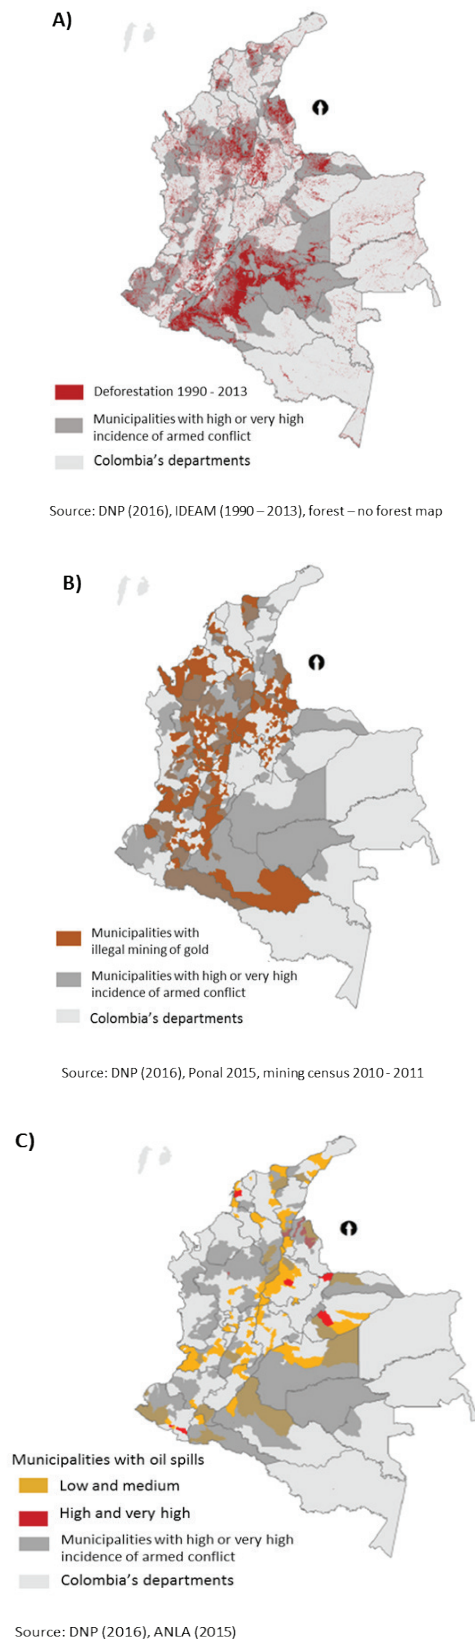 A)
Deforestation 1990 - 2013
Municipalities with high or very high
incidence of armed conflict
Colombia's departments
Source: DNP (2016), IDEAM (1990 – 2013), forest – no forest map
B)
Municipalities with
illegal mining of gold
Municipalities with high or very high
incidence of armed conflict
Colombia's departments
Source: DNP (2016), Ponal 2015, mining census 2010 - 2011
C)
Municipalities with oil spills
Low and medium
High and very high
Municipalities with high or very high
incidence of armed conflict
Colombia's departments
Source: DNP (2016), ANLA (2015)